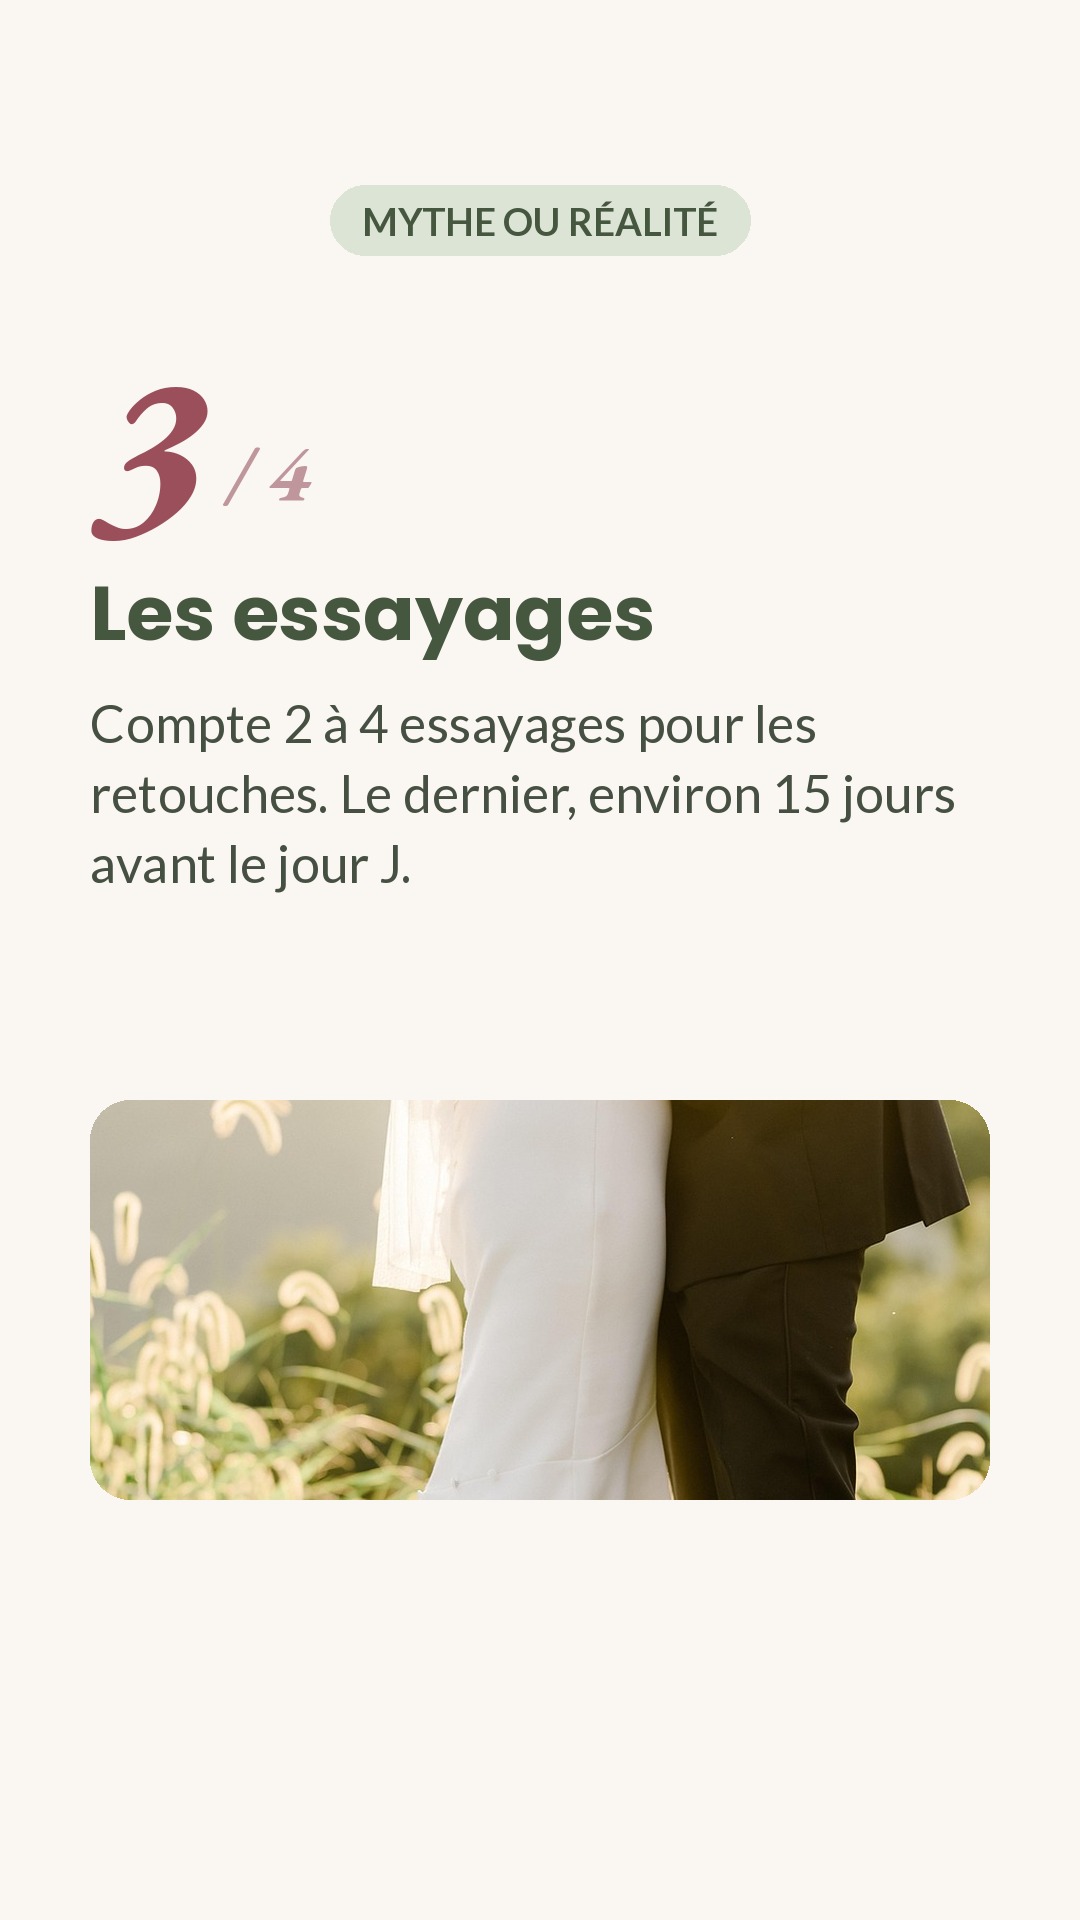 MYTHE OU RÉALITÉ
3 / 4
Les essayages
Compte 2 à 4 essayages pour les
retouches. Le dernier, environ 15 jours
avant le jour J.